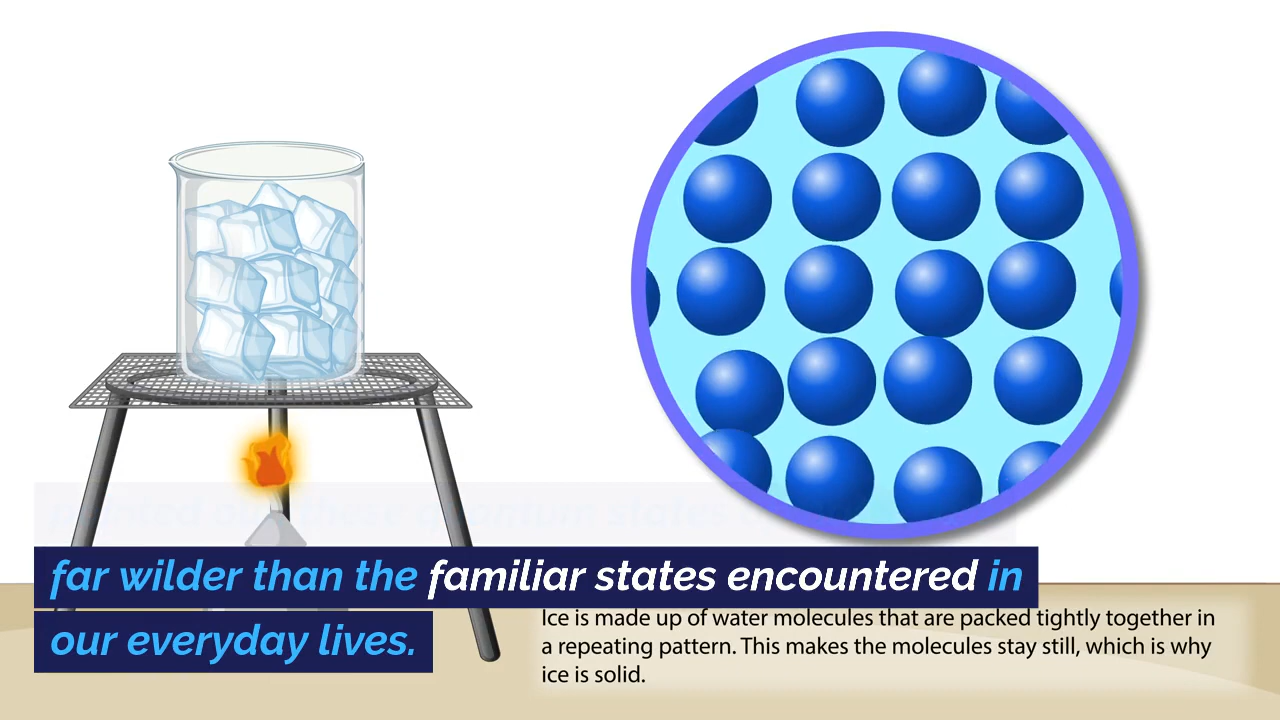 far wilder than the familiar states encountered in
our everyday lives.
Ice is made up of water molecules that are packed tightly together in
a repeating pattern. This makes the molecules stay still, which is why
ice is solid.